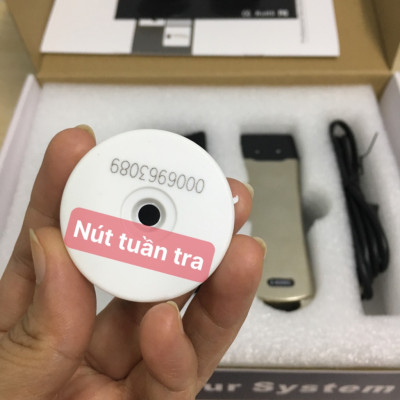 0006963089
Nút tuần tra
ur System